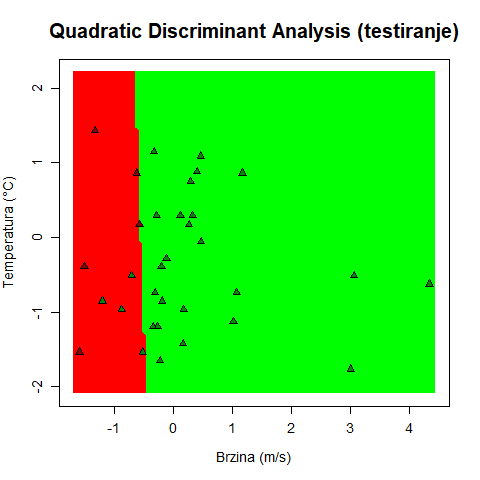 Quadratic Discriminant Analysis (testiranje)
Temperatura (°C)
2
1
0
-1
-2
-1 0 1 2 3 4
Brzina (m/s)